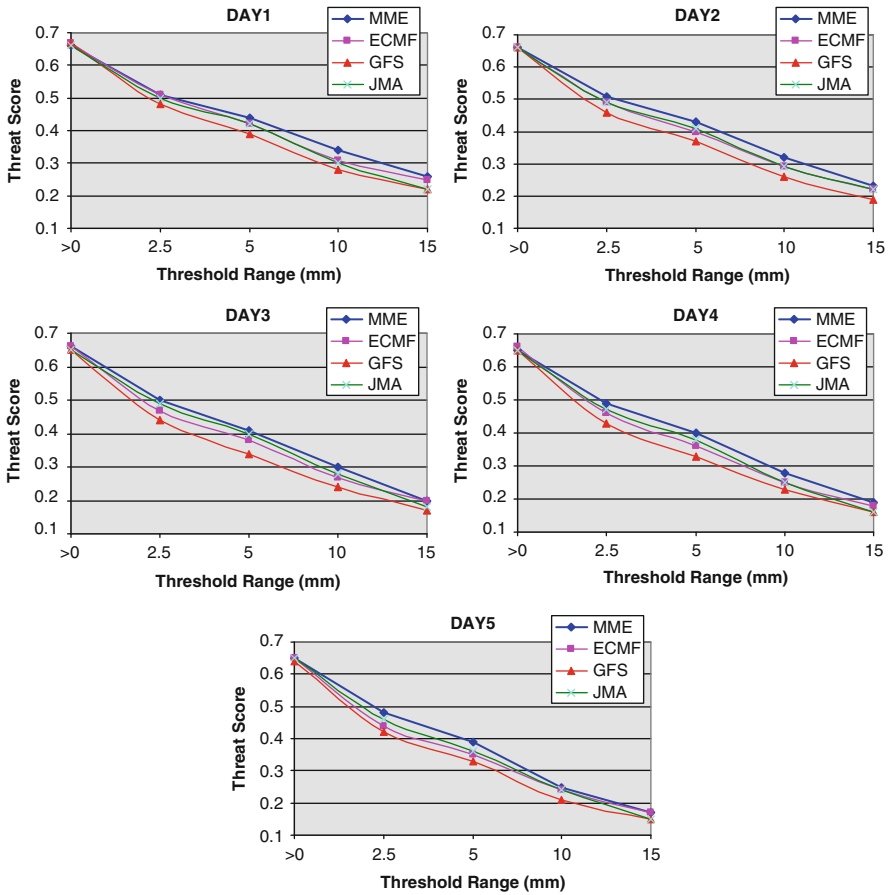 DAY1
MME
ECMF
GFS
JMA
Threat Score
0.7
0.6
0.5
0.4
0.3
0.2
0.1
>0
2.5
5
10
15
Threshold Range (mm)
DAY2
MME
ECMF
GFS
JMA
Threat Score
0.7
0.6
0.5
0.4
0.3
0.2
0.1
>0
2.5
5
10
15
Threshold Range (mm)
DAY3
MME
ECMF
GFS
JMA
Threat Score
0.7
0.6
0.5
0.4
0.3
0.2
0.1
>0
2.5
5
10
15
Threshold Range (mm)
DAY4
MME
ECMF
GFS
JMA
Threat Score
0.7
0.6
0.5
0.4
0.3
0.2
0.1
>0
2.5
5
10
15
Threshold Range (mm)
DAY5
MME
ECMF
GFS
JMA
Threat Score
0.7
0.6
0.5
0.4
0.3
0.2
0.1
>0
2.5
5
10
15
Threshold Range (mm)